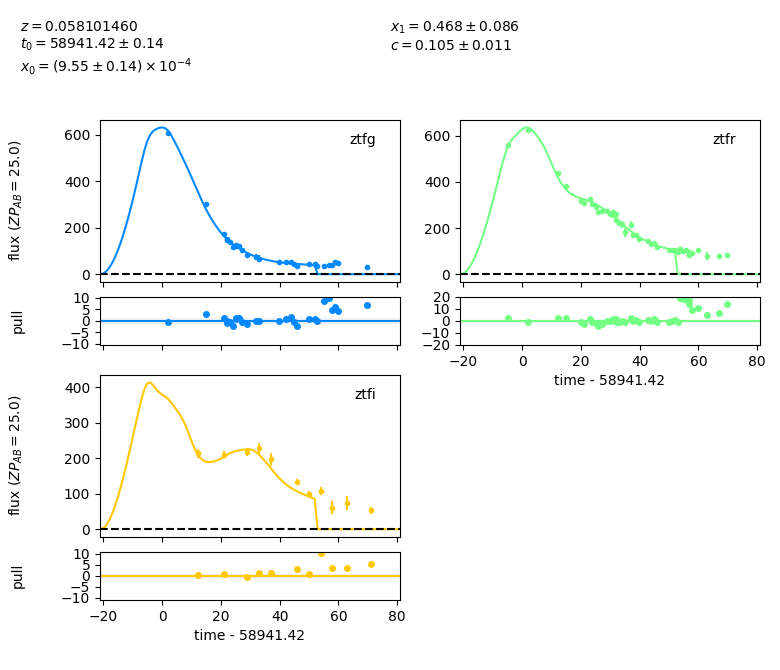 z = 0.058101460
t₀ = 58941.42 ± 0.14
x₀ = (9.55 ± 0.14) × 10⁻⁴
x₁ = 0.468 ± 0.086
c = 0.105 ± 0.011
flux (ZP_AB = 25.0)
600
400
200
0
ztfg
pull
10
5
0
−5
−10
600
400
200
0
ztfr
20
10
0
−10
−20
−20 0 20 40 60 80
time - 58941.42
flux (ZP_AB = 25.0)
400
300
200
100
0
ztfi
pull
10
5
0
−5
−10
−20 0 20 40 60 80
time - 58941.42